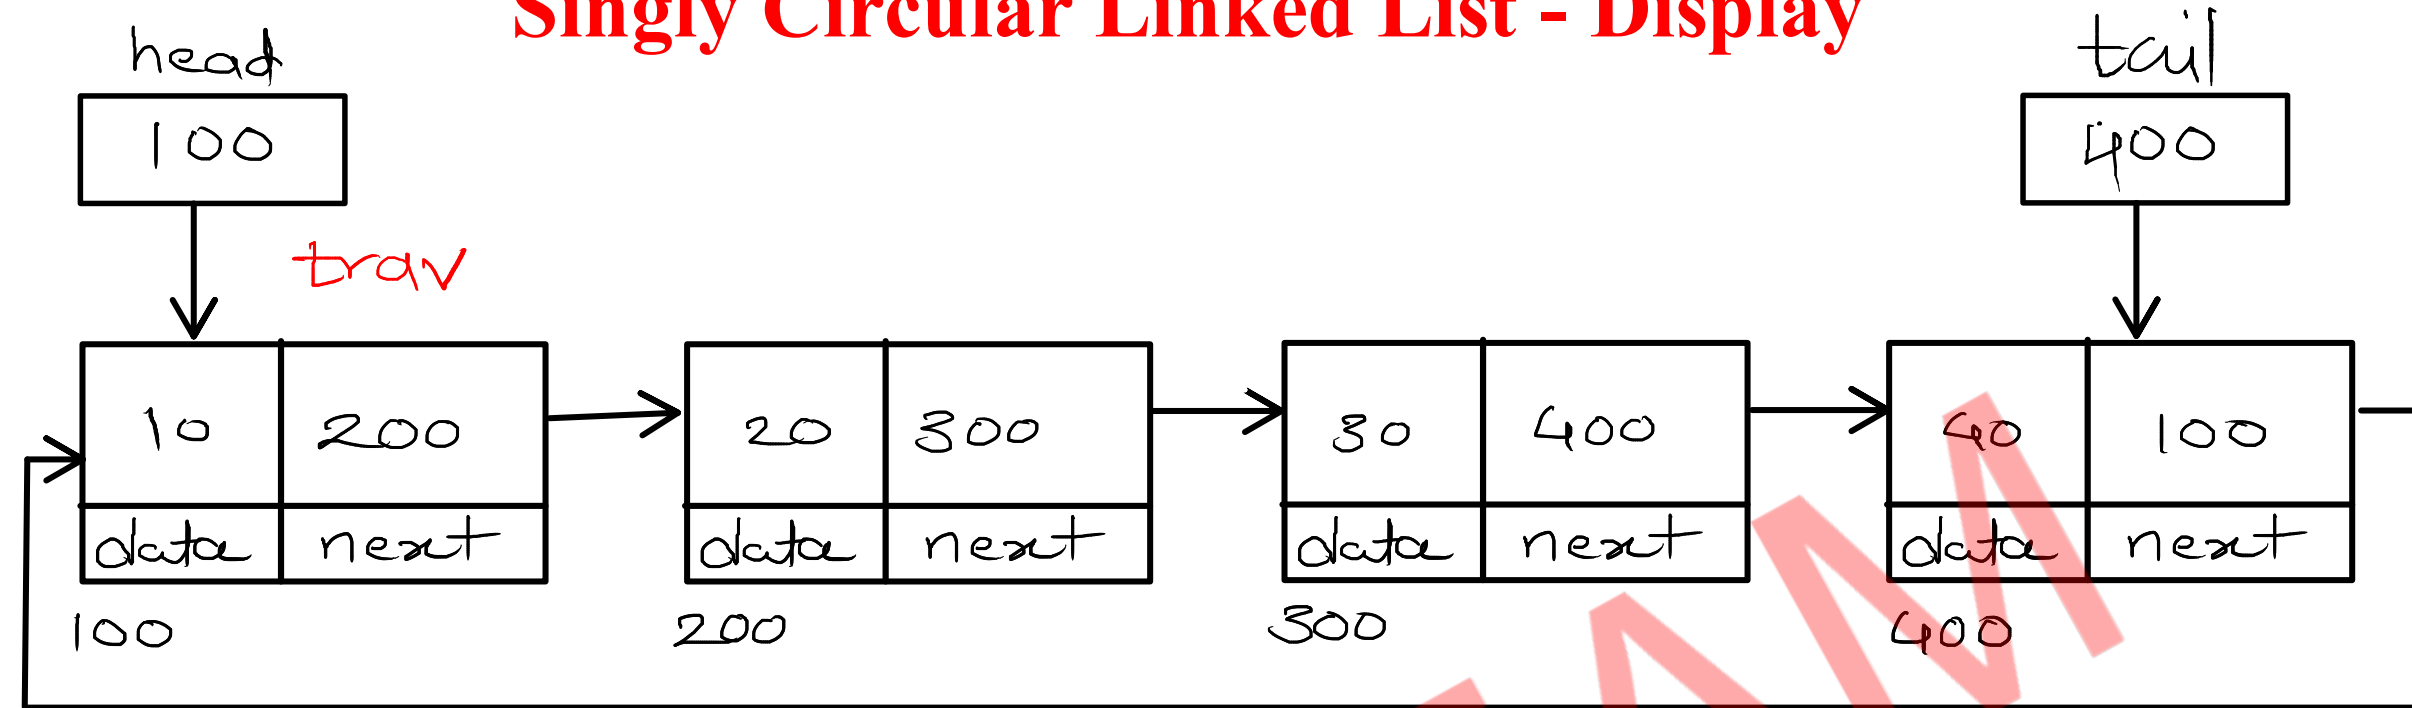 Singly Circular Linked List - Display
head
tail
100
400
trav
10 200 20 300 30 400 40 100
data next data next data next data next
100 200 300 400